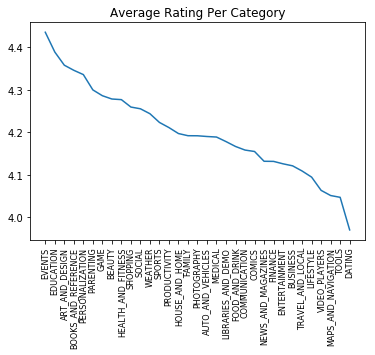 Average Rating Per Category
4.4
4.3
4.2
4.1
4.0
EVENTS
EDUCATION
ART_AND_DESIGN
BOOKS_AND_REFERENCE
PERSONALIZATION
PARENTING
GAME
BEAUTY
HEALTH_AND_FITNESS
SHOPPING
SOCIAL
WEATHER
SPORTS
PRODUCTIVITY
HOUSE_AND_HOME
FAMILY
PHOTOGRAPHY
AUTO_AND_VEHICLES
MEDICAL
LIBRARIES_AND_DEMO
FOOD_AND_DRINK
COMMUNICATION
COMICS
NEWS_AND_MAGAZINES
FINANCE
ENTERTAINMENT
BUSINESS
TRAVEL_AND_LOCAL
LIFESTYLE
VIDEO_PLAYERS
MAPS_AND_NAVIGATION
TOOLS
DATING